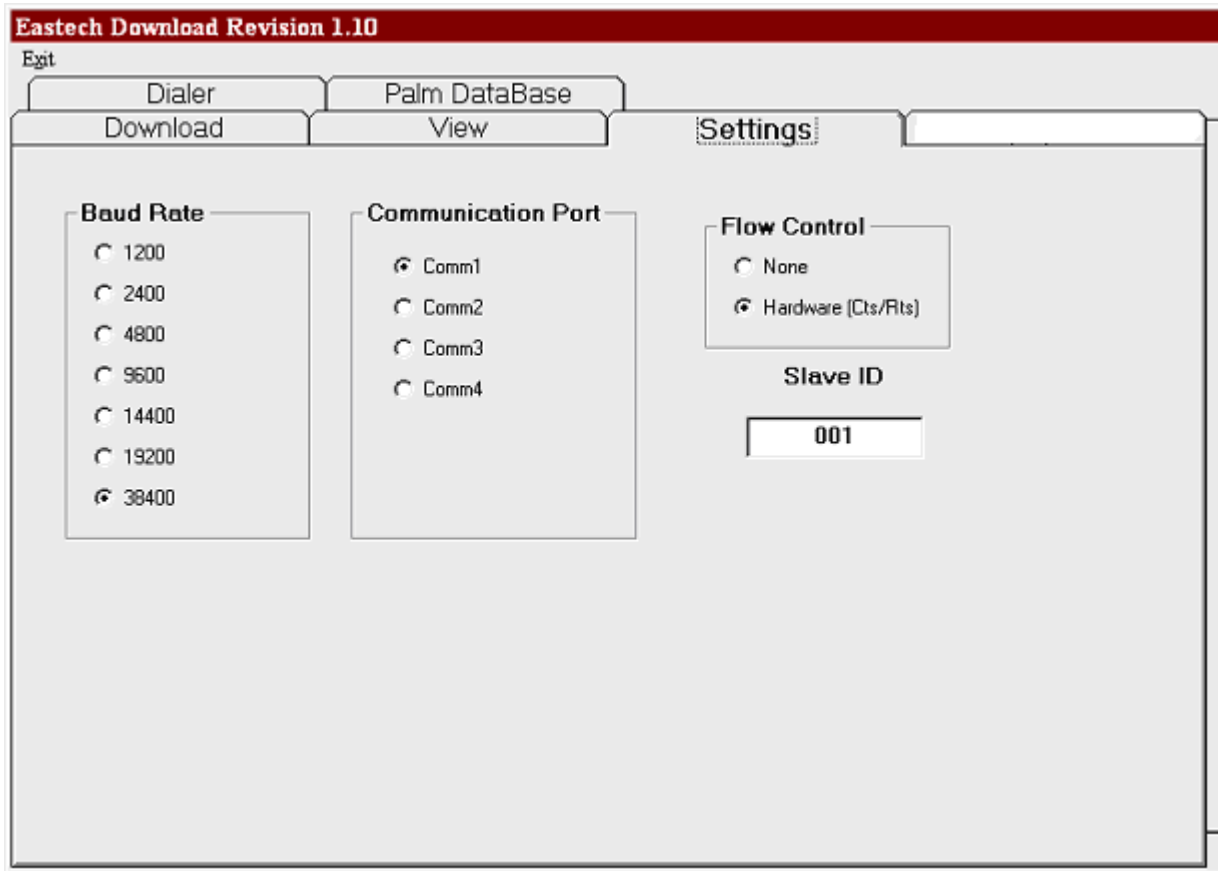 Eastech Download Revision 1.10
Exit
Dialer
Palm DataBase
Download
View
Settings
Baud Rate
1200
2400
4800
9600
14400
19200
38400
Communication Port
Comm1
Comm2
Comm3
Comm4
Flow Control
None
Hardware (Cts/Rts)
Slave ID
001